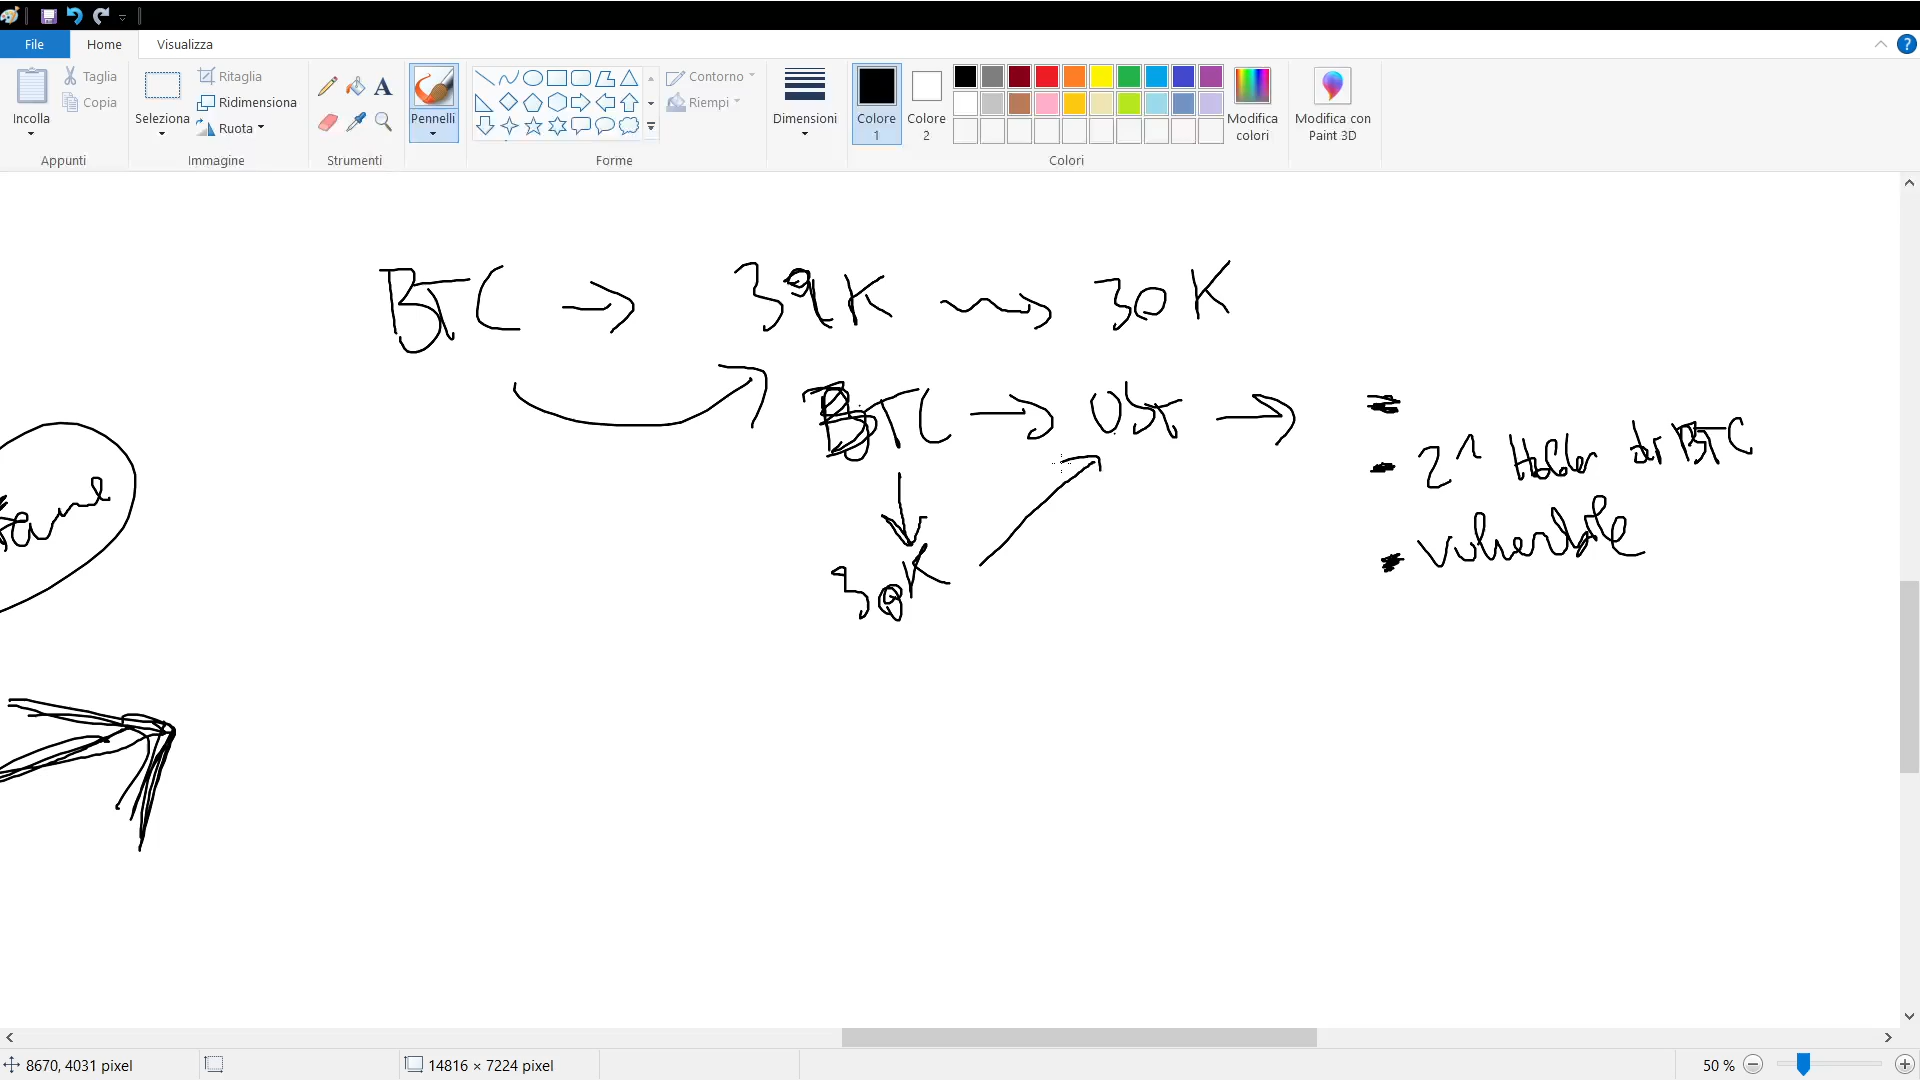 File Home Visualizza
Incolla
Taglia
Copia
Appunti
Seleziona
Ritaglia
Ridimensiona
Ruota
Immagine
Strumenti
Pennelli
Forme
Contorno
Riempi
Dimensioni
Colore 1
Colore 2
Colori
Modifica colori
Modifica con Paint 3D
BTC → 39K → 30K
BTC → →
2^ Holder di BTC
30K
vulnerabile
8670, 4031 pixel 14816 × 7224 pixel 50 %